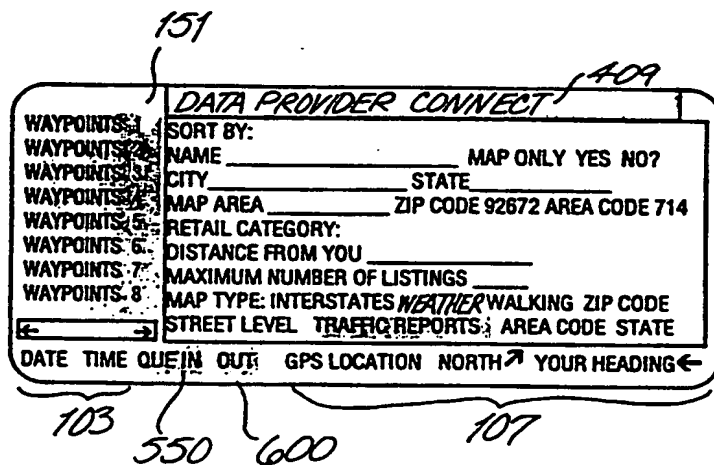 151
409
DATA PROVIDER CONNECT
WAYPOINTS 1
WAYPOINTS 2
WAYPOINTS 3
WAYPOINTS 4
WAYPOINTS 5
WAYPOINTS 6
WAYPOINTS 7
WAYPOINTS 8
SORT BY:
NAME MAP ONLY YES NO?
CITY STATE
MAP AREA ZIP CODE 92672 AREA CODE 714
RETAIL CATEGORY:
DISTANCE FROM YOU
MAXIMUM NUMBER OF LISTINGS
MAP TYPE: INTERSTATES WEATHER WALKING ZIP CODE
STREET LEVEL TRAFFIC REPORTS AREA CODE STATE
DATE TIME QUE IN OUT GPS LOCATION NORTH↗ YOUR HEADING←
103
550
600
107